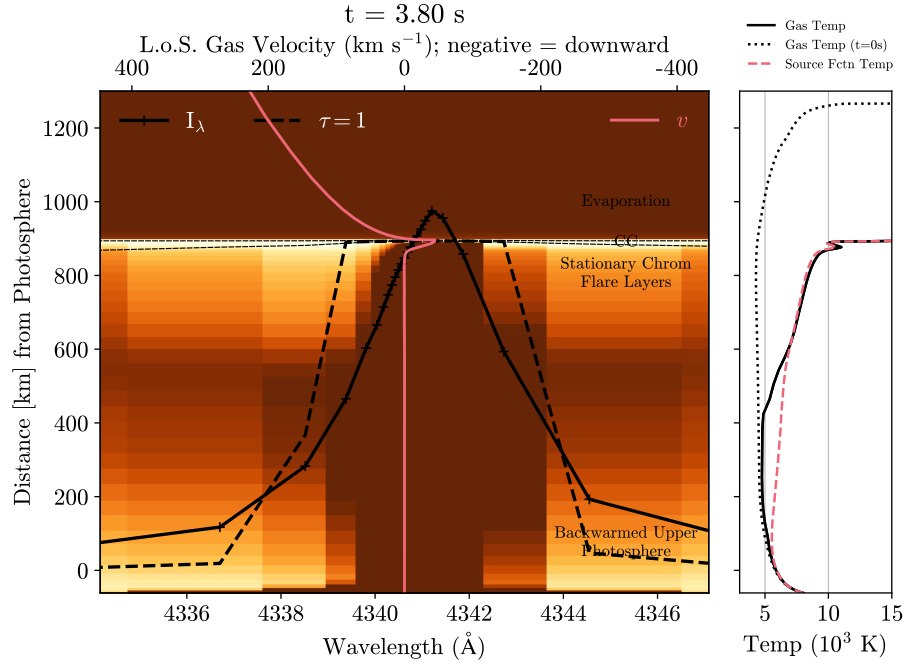 t = 3.80 s
L.o.S. Gas Velocity (km s⁻¹); negative = downward
400 200 0 -200 -400
Gas Temp
Gas Temp (t=0s)
Source Fctn Temp
I_λ τ = 1 v
1200
1000
800
600
400
200
0
Distance [km] from Photosphere
Evaporation
CC
Stationary Chrom
Flare Layers
Backwarmed Upper
Photosphere
4336 4338 4340 4342 4344 4346
Wavelength (Å)
5 10 15
Temp (10³ K)